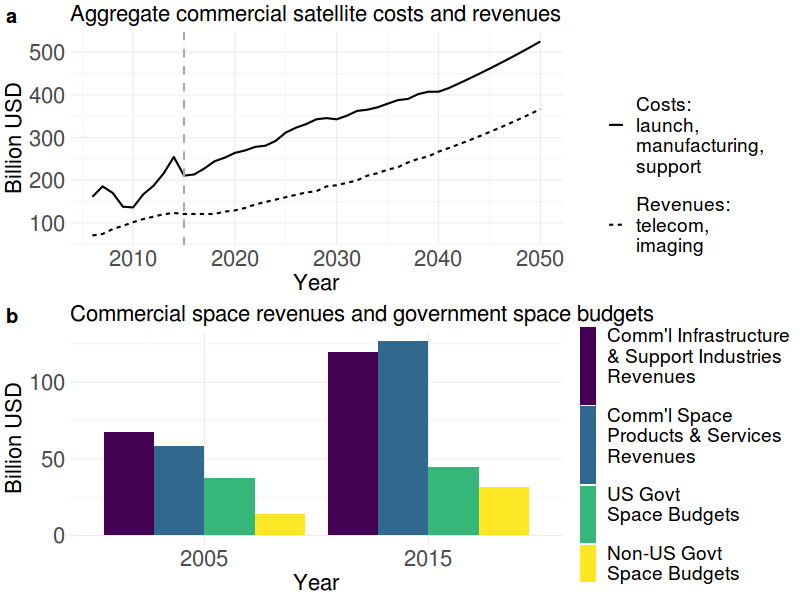 a
Aggregate commercial satellite costs and revenues
Billion USD
500
400
300
200
100
2010 2020 2030 2040 2050
Year
Costs:
launch,
manufacturing,
support
Revenues:
telecom,
imaging
b
Commercial space revenues and government space budgets
Billion USD
100
50
0
2005 2015
Year
Comm'l Infrastructure
& Support Industries
Revenues
Comm'l Space
Products & Services
Revenues
US Govt
Space Budgets
Non-US Govt
Space Budgets